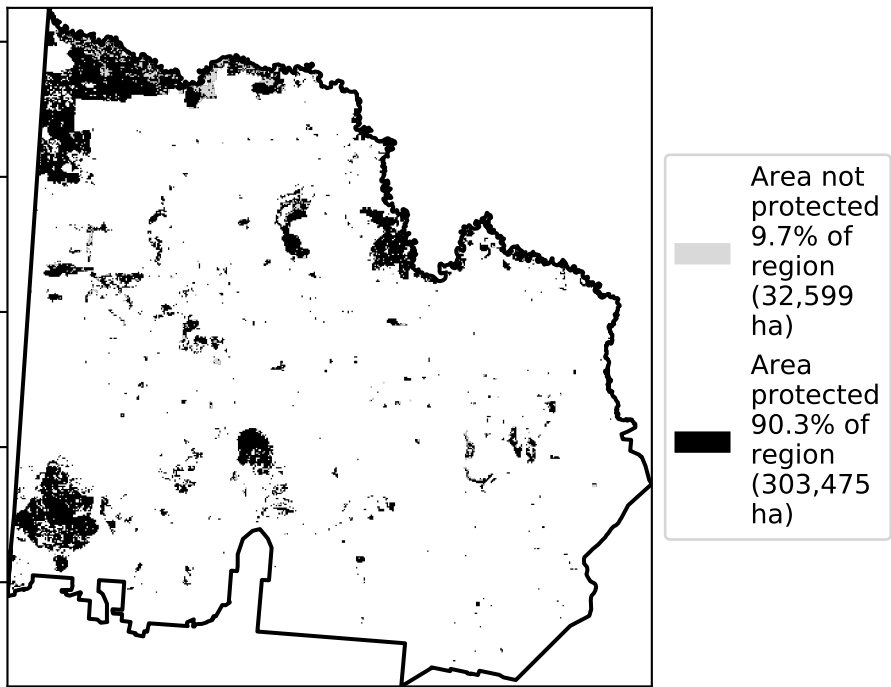 Area not
protected
9.7% of
region
(32,599
ha)
Area
protected
90.3% of
region
(303,475
ha)